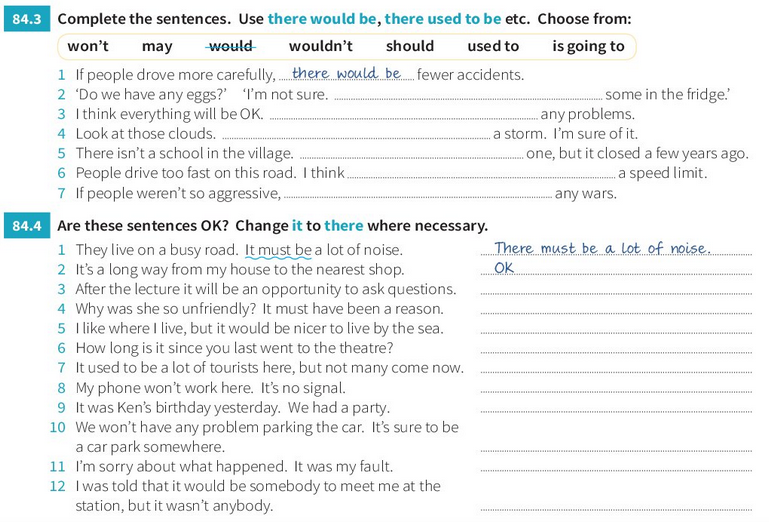 84.3 Complete the sentences. Use there would be, there used to be etc. Choose from:
won't may would wouldn't should used to is going to
1 If people drove more carefully, there would be fewer accidents.
2 'Do we have any eggs?' 'I'm not sure. some in the fridge.'
3 I think everything will be OK. any problems.
4 Look at those clouds. a storm. I'm sure of it.
5 There isn't a school in the village. one, but it closed a few years ago.
6 People drive too fast on this road. I think a speed limit.
7 If people weren't so aggressive, any wars.
84.4 Are these sentences OK? Change it to there where necessary.
1 They live on a busy road. It must be a lot of noise. There must be a lot of noise.
2 It's a long way from my house to the nearest shop. OK
3 After the lecture it will be an opportunity to ask questions.
4 Why was she so unfriendly? It must have been a reason.
5 I like where I live, but it would be nicer to live by the sea.
6 How long is it since you last went to the theatre?
7 It used to be a lot of tourists here, but not many come now.
8 My phone won't work here. It's no signal.
9 It was Ken's birthday yesterday. We had a party.
10 We won't have any problem parking the car. It's sure to be
a car park somewhere.
11 I'm sorry about what happened. It was my fault.
12 I was told that it would be somebody to meet me at the
station, but it wasn't anybody.